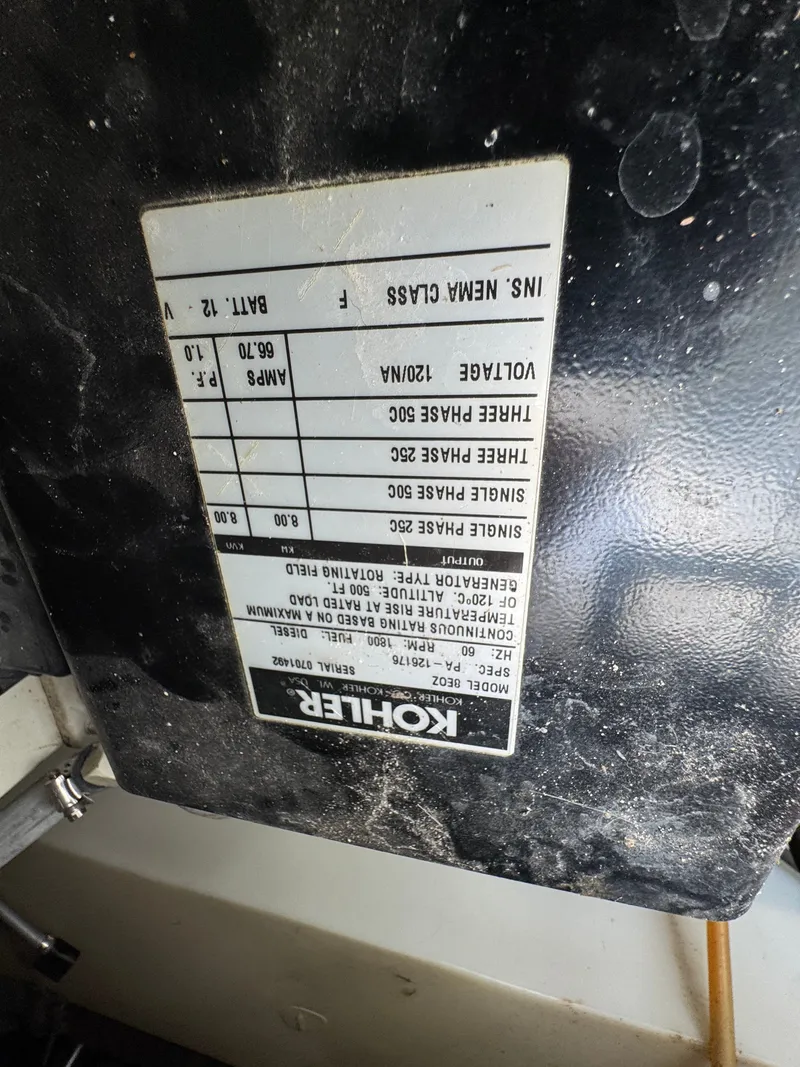 KOHLER®
KOHLER CO. KOHLER, WI. USA
MODEL 8EOZ
SPEC. PA-126176 SERIAL 0701492
HZ: 60 RPM: 1800 FUEL: DIESEL
CONTINUOUS RATING BASED ON A MAXIMUM
TEMPERATURE RISE AT RATED LOAD
OF 120°C. ALTITUDE: 500 FT.
GENERATOR TYPE: ROTATING FIELD
OUTPUT KW KVA
SINGLE PHASE 25C 8.00 8.00
SINGLE PHASE 50C
THREE PHASE 25C
THREE PHASE 50C
VOLTAGE 120/NA AMPS P.F.
66.70 1.0
INS. NEMA CLASS F BATT. 12 - V